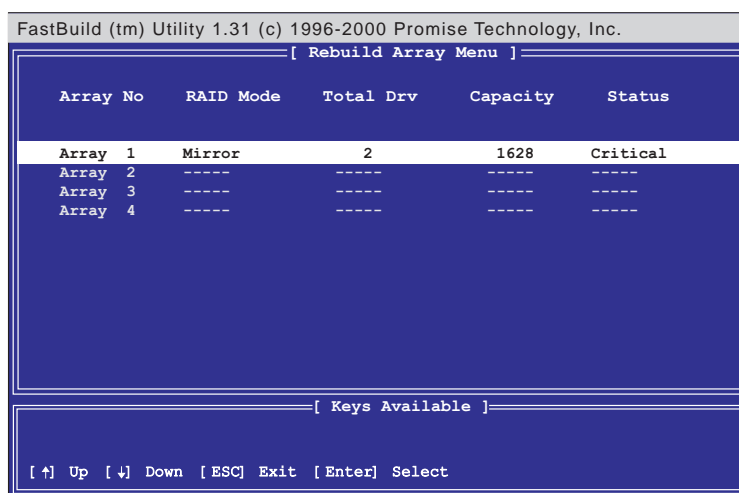 FastBuild (tm) Utility 1.31 (c) 1996-2000 Promise Technology, Inc.
[ Rebuild Array Menu ]
Array No RAID Mode Total Drv Capacity Status
Array 1 Mirror 2 1628 Critical
Array 2 ----- ----- ----- -----
Array 3 ----- ----- ----- -----
Array 4 ----- ----- ----- -----
[ Keys Available ]
[↑] Up [↓] Down [ESC] Exit [Enter] Select